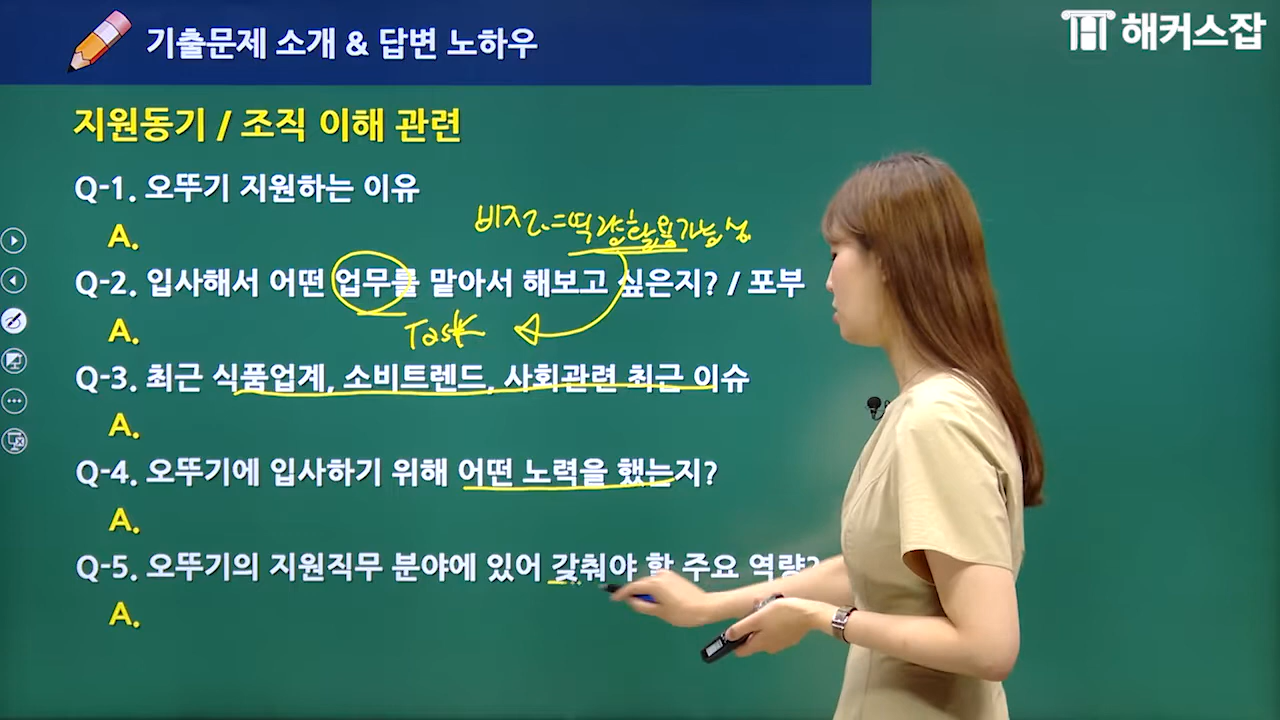 기출문제 소개 & 답변 노하우
해커스잡
지원동기 / 조직 이해 관련
Q-1. 오뚜기 지원하는 이유
A.
Q-2. 입사해서 어떤 업무를 맡아서 해보고 싶은지? / 포부
A.
Task
Q-3. 최근 식품업계, 소비트렌드, 사회관련 최근 이슈
A.
Q-4. 오뚜기에 입사하기 위해 어떤 노력을 했는지?
A.
Q-5. 오뚜기의 지원직무 분야에 있어 갖춰야 할 주요 역량?
A.